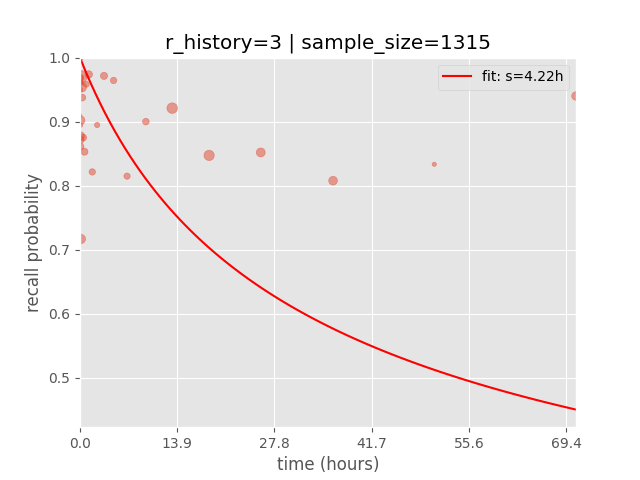 r_history=3 | sample_size=1315
fit: s=4.22h
1.0
0.9
0.8
0.7
0.6
0.5
recall probability
0.0 13.9 27.8 41.7 55.6 69.4
time (hours)